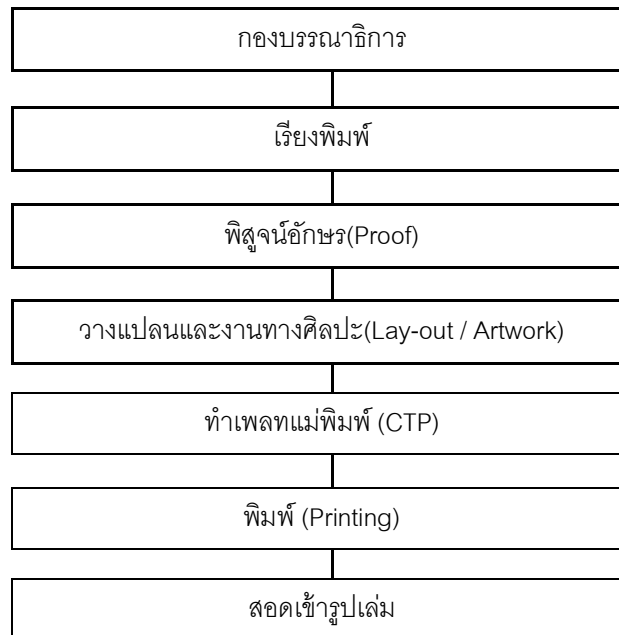 กองบรรณาธิการ
เรียงพิมพ์
พิสูจน์อักษร(Proof)
วางแปลนและงานทางศิลปะ(Lay-out / Artwork)
ทำเพลทแม่พิมพ์ (CTP)
พิมพ์ (Printing)
สอดเข้ารูปเล่ม